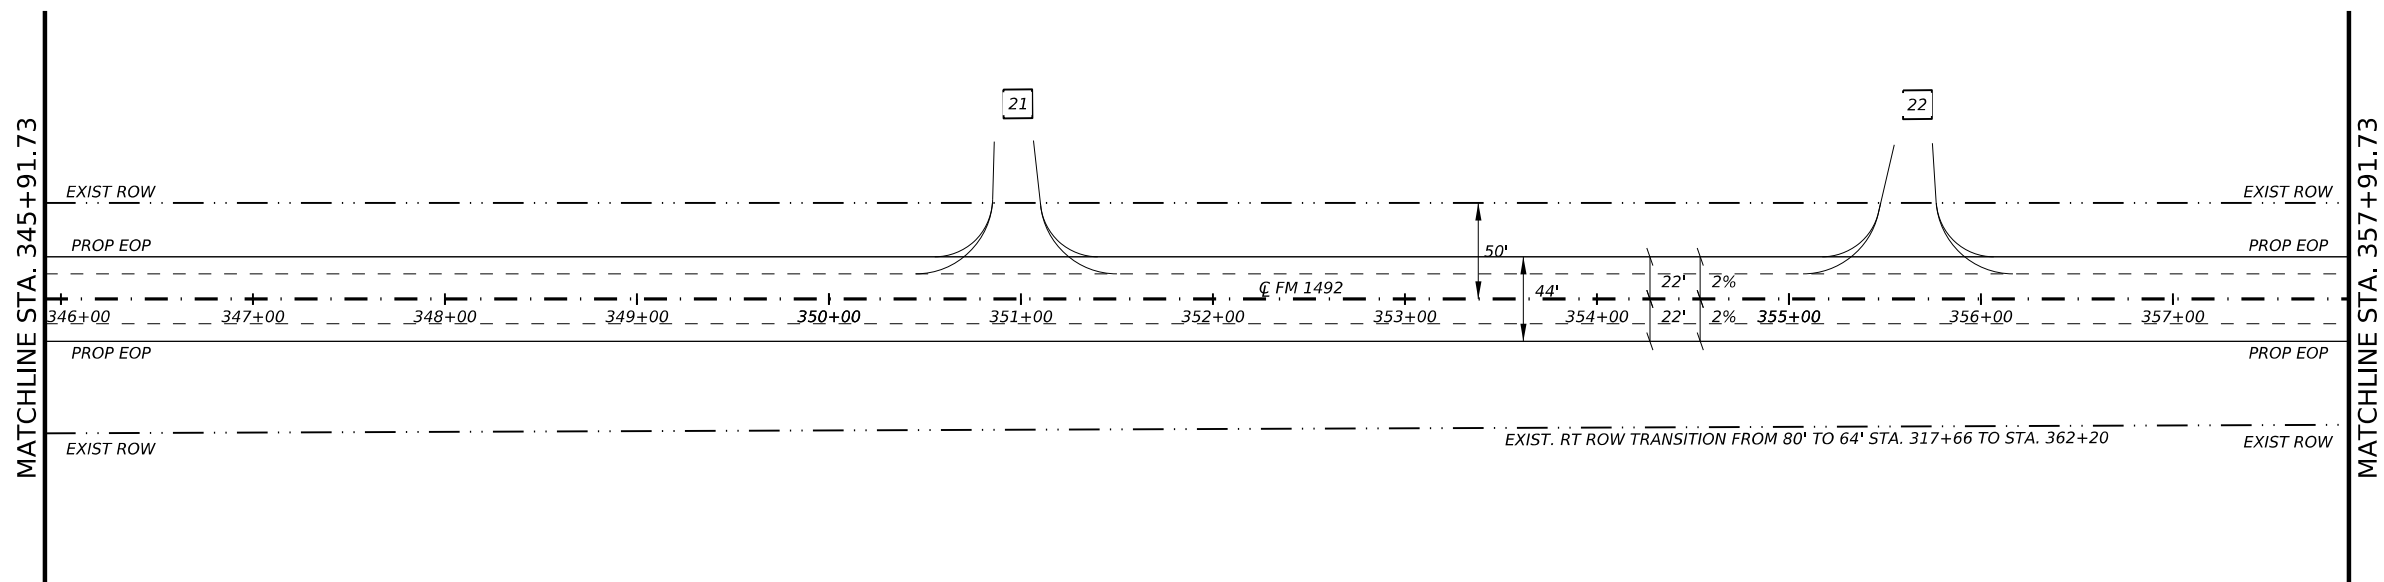 MATCHLINE STA. 345+91.73
21
22
EXIST ROW
EXIST ROW
PROP EOP
PROP EOP
50'
44'
22'
2%
℄ FM 1492
346+00
347+00
348+00
349+00
350+00
351+00
352+00
353+00
354+00
22'
2%
355+00
356+00
357+00
PROP EOP
PROP EOP
EXIST. RT ROW TRANSITION FROM 80' TO 64' STA. 317+66 TO STA. 362+20
EXIST ROW
EXIST ROW
MATCHLINE STA. 357+91.73